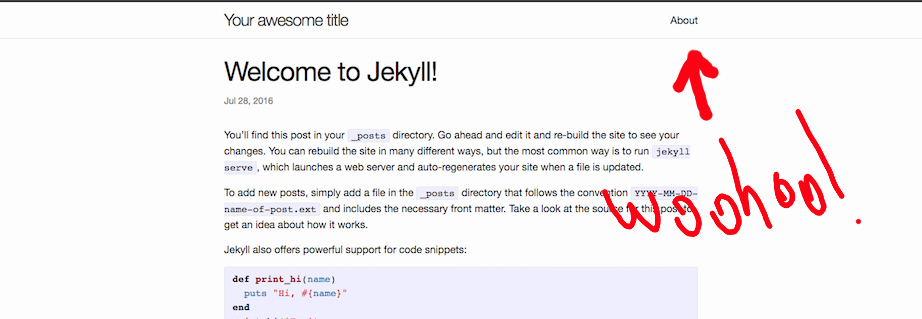 Your awesome title About
Welcome to Jekyll!
Jul 28, 2016
You'll find this post in your _posts directory. Go ahead and edit it and re-build the site to see your
changes. You can rebuild the site in many different ways, but the most common way is to run jekyll
serve , which launches a web server and auto-regenerates your site when a file is updated.
To add new posts, simply add a file in the _posts directory that follows the convention YYYY-MM-DD-
name-of-post.ext and includes the necessary front matter. Take a look at the source for this post to
get an idea about how it works.
Jekyll also offers powerful support for code snippets:
def print_hi(name)
puts "Hi, #{name}"
end
Woohoo!